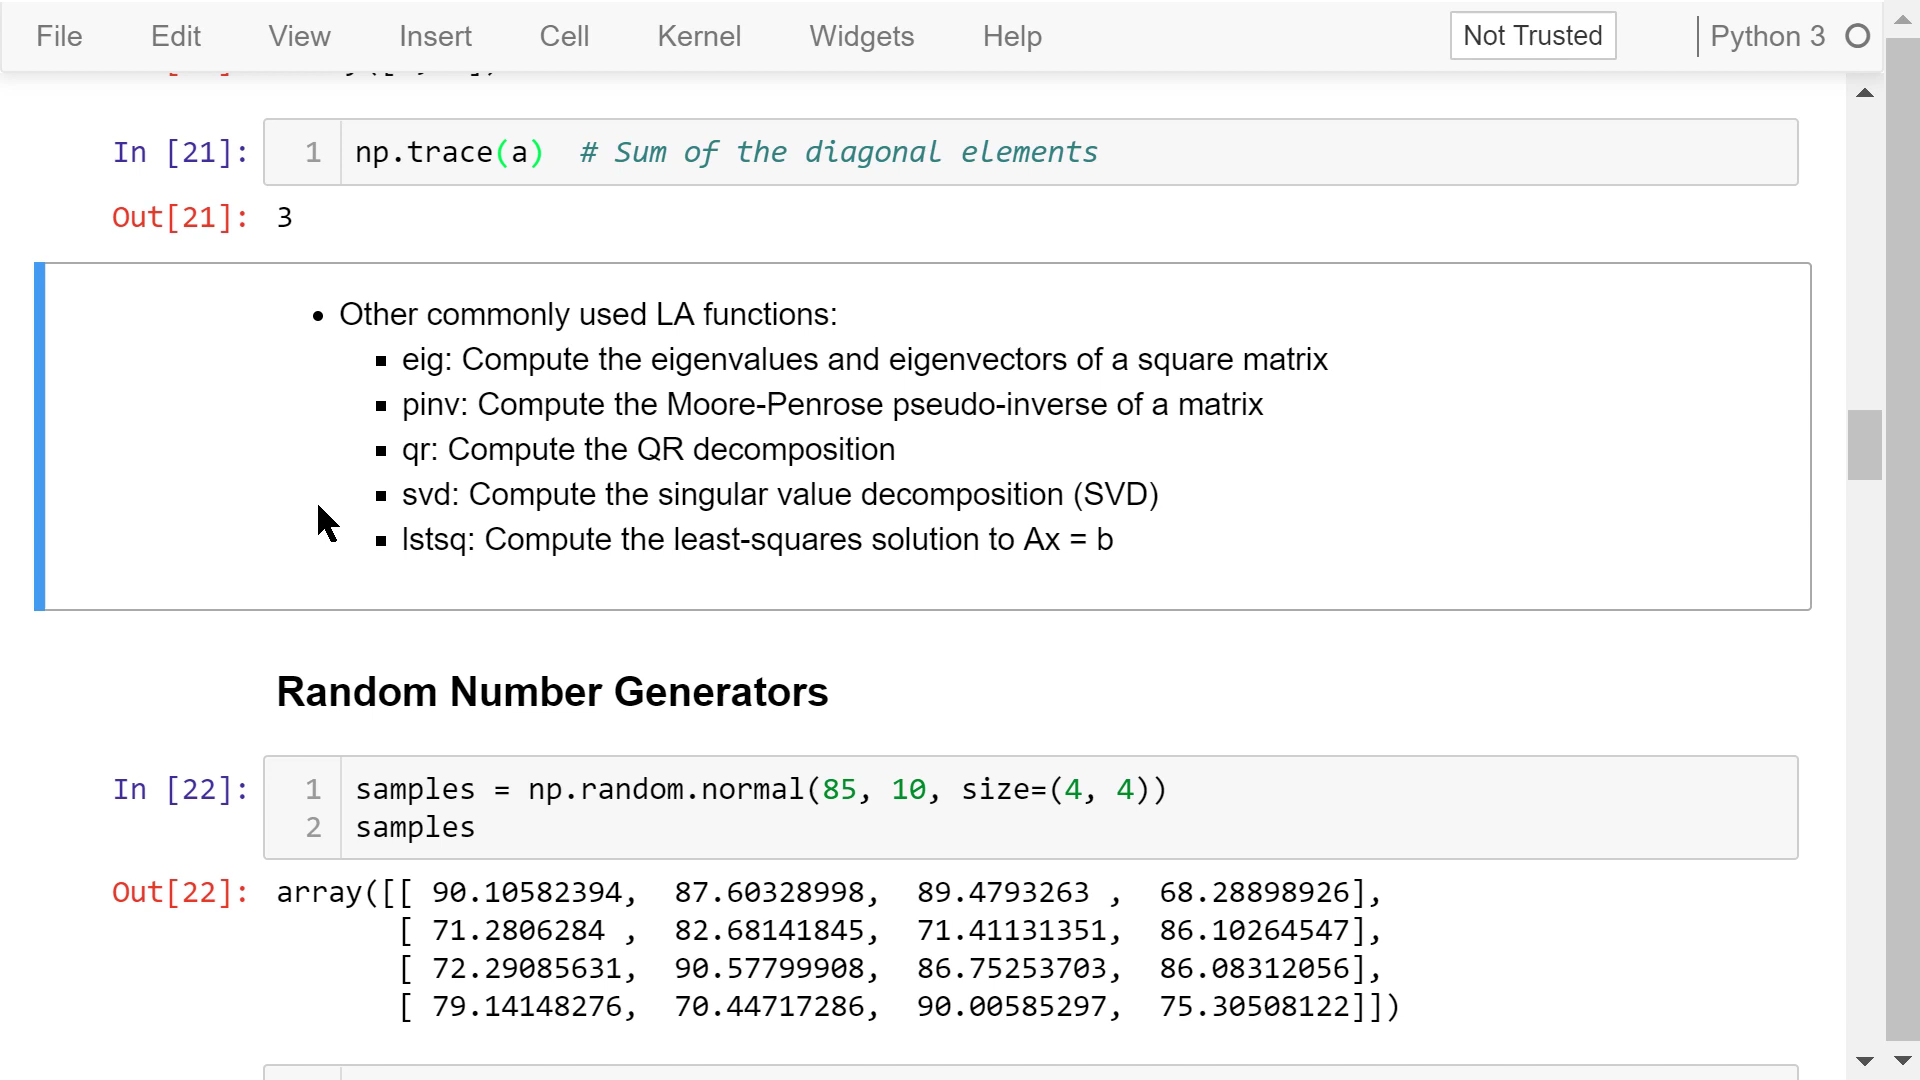 File Edit View Insert Cell Kernel Widgets Help Not Trusted Python 3
In [21]: 1 np.trace(a)  # Sum of the diagonal elements
Out[21]: 3
• Other commonly used LA functions:
▪ eig: Compute the eigenvalues and eigenvectors of a square matrix
▪ pinv: Compute the Moore-Penrose pseudo-inverse of a matrix
▪ qr: Compute the QR decomposition
▪ svd: Compute the singular value decomposition (SVD)
▪ lstsq: Compute the least-squares solution to Ax = b
Random Number Generators
In [22]: 1 samples = np.random.normal(85, 10, size=(4, 4))
2 samples
Out[22]: array([[ 90.10582394,  87.60328998,  89.4793263 ,  68.28898926],
[ 71.2806284 ,  82.68141845,  71.41131351,  86.10264547],
[ 72.29085631,  90.57799908,  86.75253703,  86.08312056],
[ 79.14148276,  70.44717286,  90.00585297,  75.30508122]])